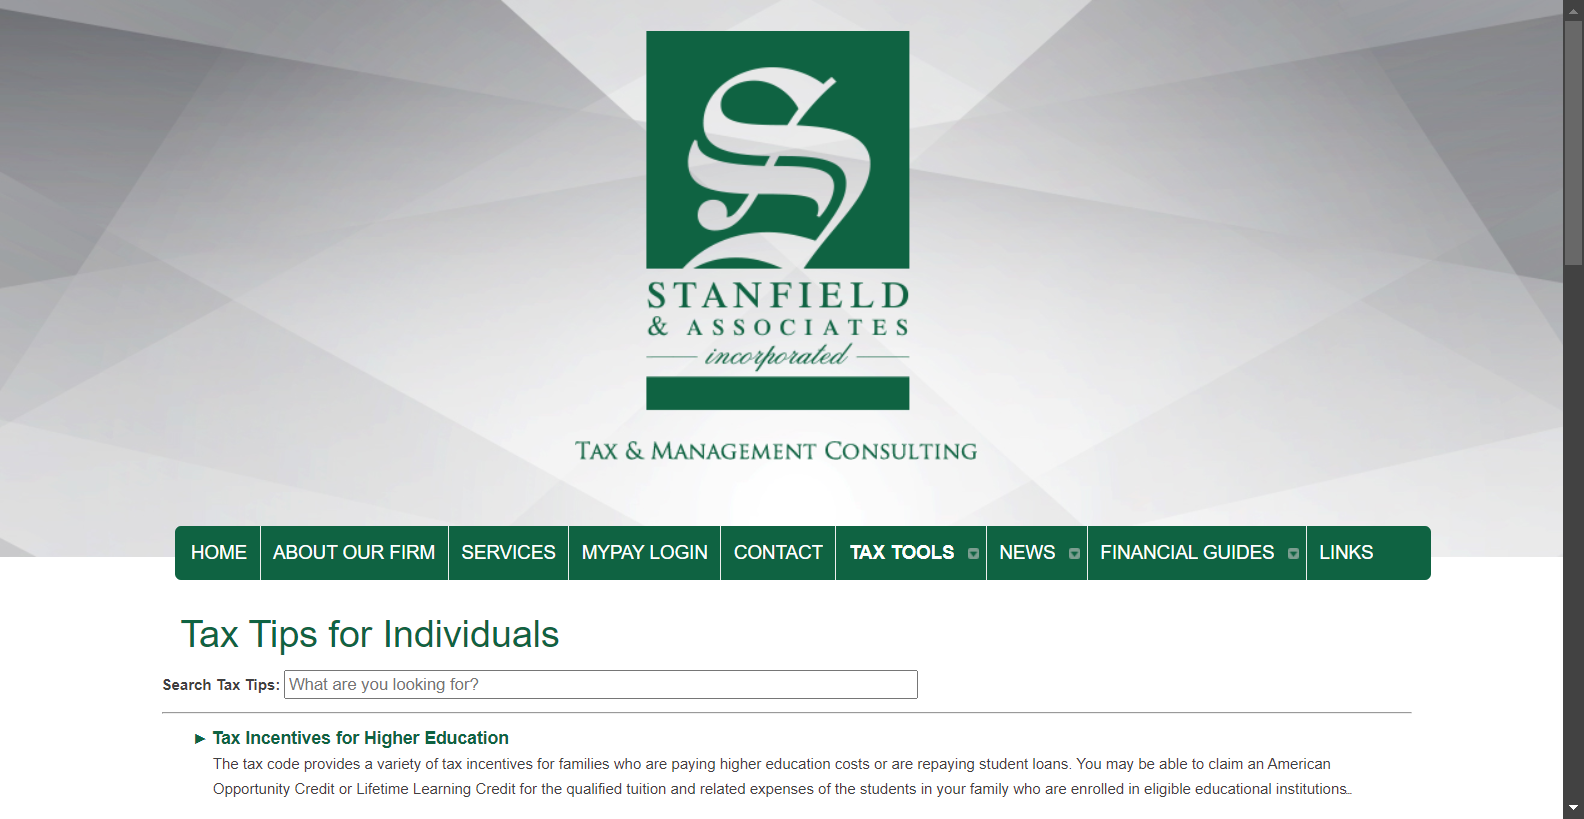 S
STANFIELD
& ASSOCIATES
incorporated
TAX & MANAGEMENT CONSULTING
HOME ABOUT OUR FIRM SERVICES MYPAY LOGIN CONTACT TAX TOOLS NEWS FINANCIAL GUIDES LINKS
Tax Tips for Individuals
Search Tax Tips: What are you looking for?
► Tax Incentives for Higher Education
The tax code provides a variety of tax incentives for families who are paying higher education costs or are repaying student loans. You may be able to claim an American
Opportunity Credit or Lifetime Learning Credit for the qualified tuition and related expenses of the students in your family who are enrolled in eligible educational institutions...